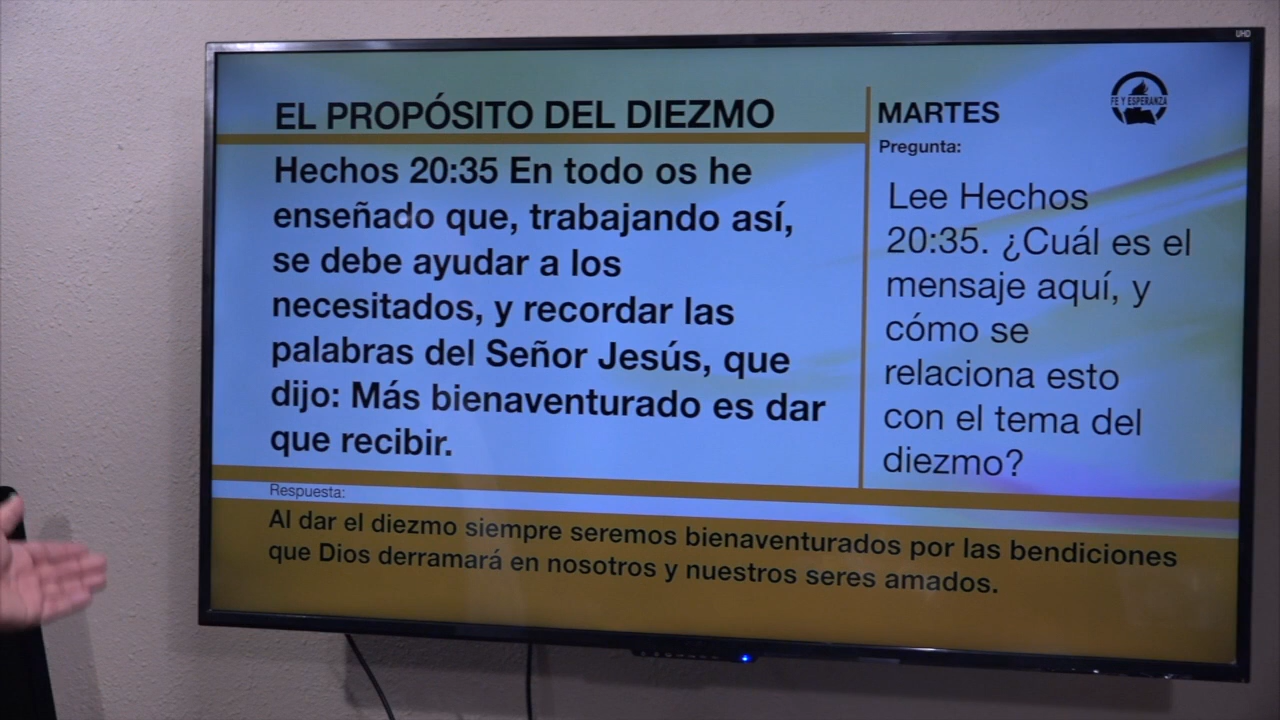 UHD
EL PROPÓSITO DEL DIEZMO
Hechos 20:35 En todo os he
enseñado que, trabajando así,
se debe ayudar a los
necesitados, y recordar las
palabras del Señor Jesús, que
dijo: Más bienaventurado es dar
que recibir.
MARTES
FE Y ESPERANZA
Pregunta:
Lee Hechos
20:35. ¿Cuál es el
mensaje aquí, y
cómo se
relaciona esto
con el tema del
diezmo?
Respuesta:
Al dar el diezmo siempre seremos bienaventurados por las bendiciones
que Dios derramará en nosotros y nuestros seres amados.